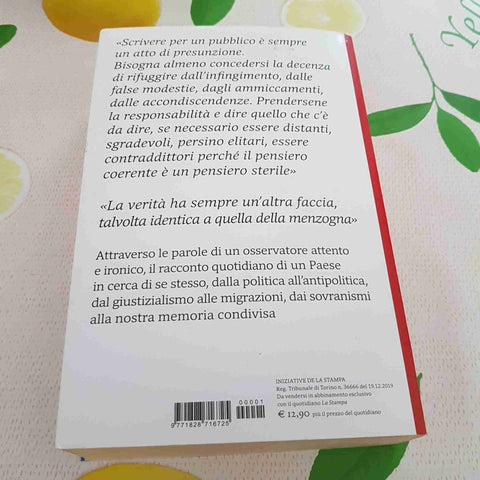 «Scrivere per un pubblico è sempre
un atto di presunzione.
Bisogna almeno concedersi la decenza
di rifuggire dall'infingimento, dalle
false modestie, dagli ammiccamenti,
dalle accondiscendenze. Prendersene
la responsabilità e dire quello che c'è
da dire, se necessario essere distanti,
sgradevoli, persino elitari, essere
contraddittori perché il pensiero
coerente è un pensiero sterile»
«La verità ha sempre un'altra faccia,
talvolta identica a quella della menzogna»
Attraverso le parole di un osservatore attento
e ironico, il racconto quotidiano di un Paese
in cerca di se stesso, dalla politica all'antipolitica,
dal giustizialismo alle migrazioni, dai sovranismi
alla nostra memoria condivisa
INIZIATIVE DE LA STAMPA
Reg. Tribunale di Torino n. 36666 del 19.12.2019
Da vendersi in abbinamento esclusivo
con il quotidiano La Stampa
€ 12,90 più il prezzo del quotidiano
00001
9 771828 716725
Yell